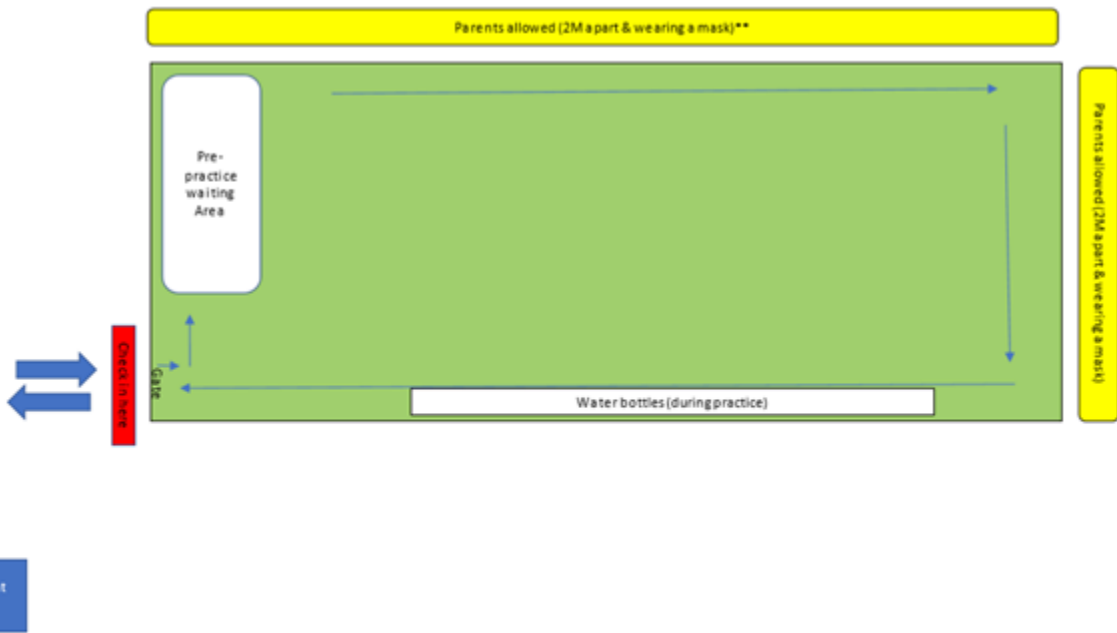 Parents allowed (2M apart & wearing a mask)**
Pre-
practice
waiting
Area
Parents allowed (2M apart & wearing a mask)
Check in here
Gate
Water bottles (during practice)